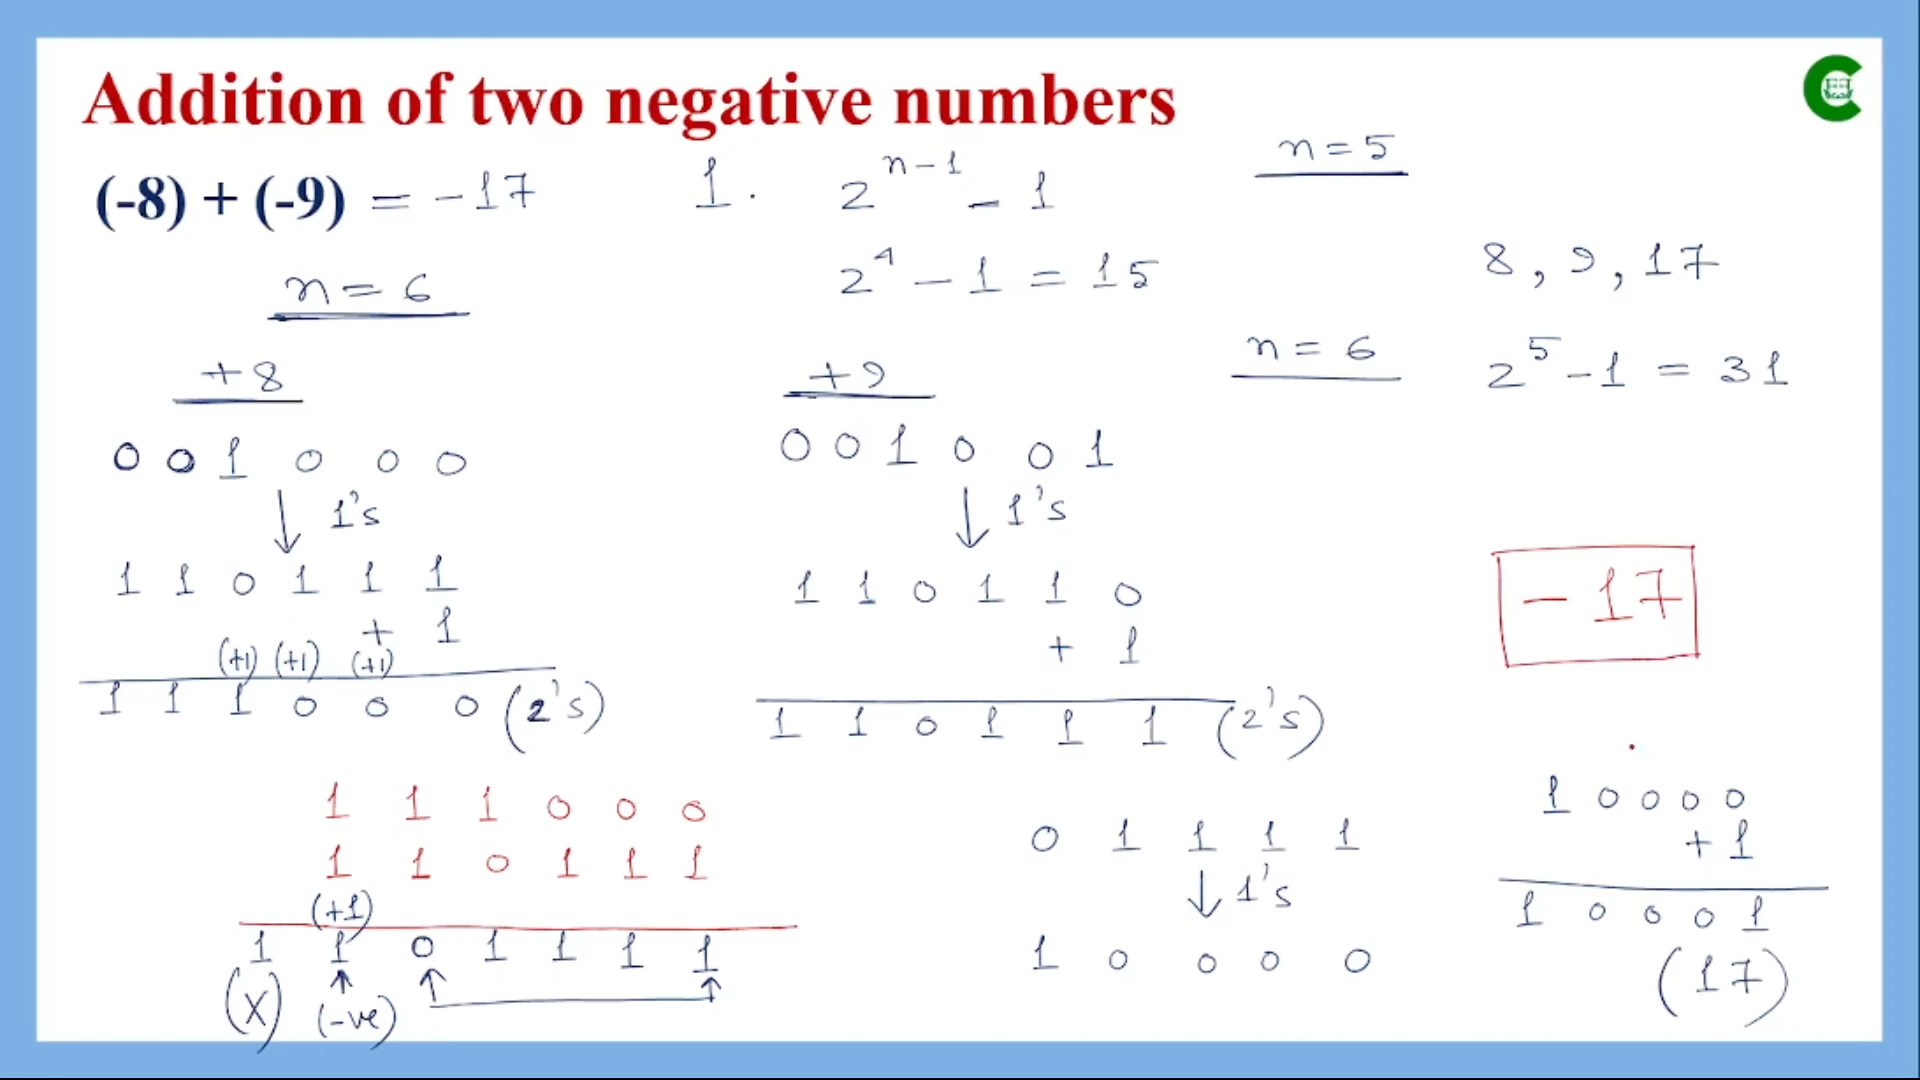 Addition of two negative numbers
(-8) + (-9) = -17
n = 6
1. 2^(n-1) - 1
2^4 - 1 = 15
n = 5
8, 9, 17
n = 6
2^5 - 1 = 31
+8
0 0 1 0 0 0
↓ 1's
1 1 0 1 1 1
+ 1
(+1) (+1) (+1)
1 1 1 0 0 0 (2's)
+9
0 0 1 0 0 1
↓ 1's
1 1 0 1 1 0
+ 1
1 1 0 1 1 1 (2's)
-17
1 1 1 0 0 0
1 1 0 1 1 1
(+1)
1 1 0 1 1 1 1
(x) (-ve)
0 1 1 1 1
↓ 1's
1 0 0 0 0
1 0 0 0 0
+ 1
1 0 0 0 1
(17)